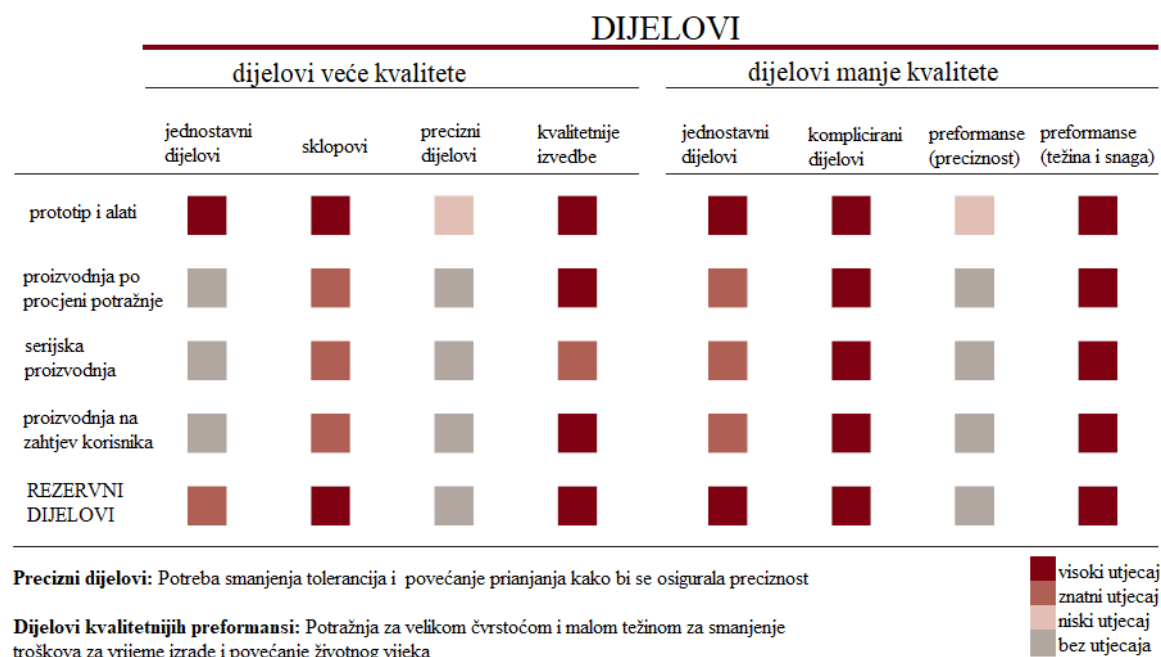 DIJELOVI
dijelovi veće kvalitete
dijelovi manje kvalitete
jednostavni
dijelovi
sklopovi
precizni
dijelovi
kvalitetnije
izvedbe
jednostavni
dijelovi
komplicirani
dijelovi
preformanse
(preciznost)
preformanse
(težina i snaga)
prototip i alati
proizvodnja po
procjeni potražnje
serijska
proizvodnja
proizvodnja na
zahtjev korisnika
REZERVNI
DIJELOVI
Precizni dijelovi: Potreba smanjenja tolerancija i povećanje prianjanja kako bi se osigurala preciznost
Dijelovi kvalitetnijih preformansi: Potražnja za velikom čvrstoćom i malom težinom za smanjenje
troškova za vrijeme izrade i povećanje životnog vijeka
visoki utjecaj
znatni utjecaj
niski utjecaj
bez utjecaja